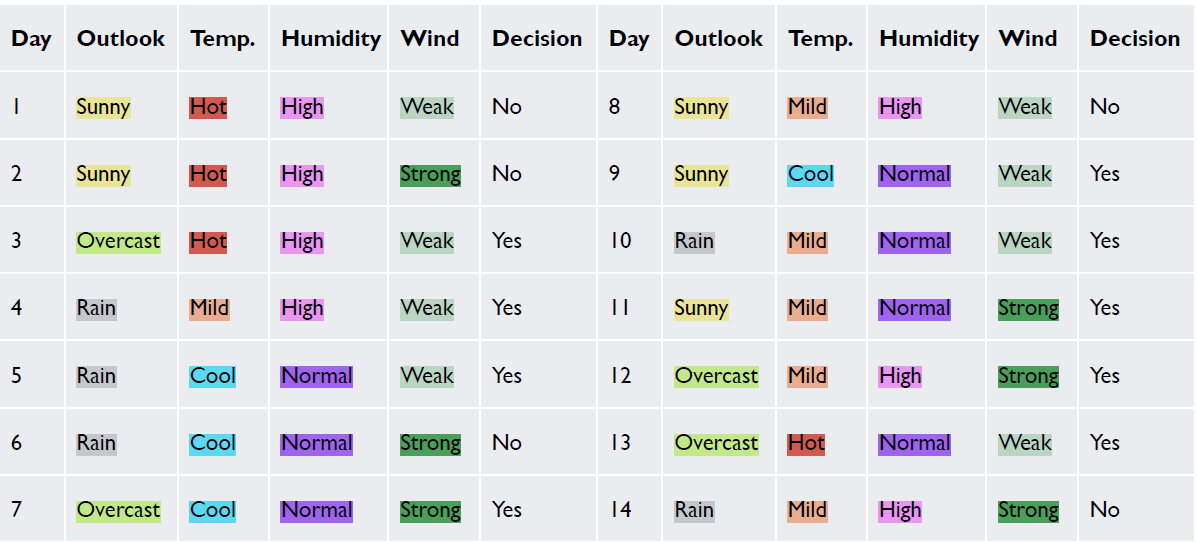 Day Outlook Temp. Humidity Wind Decision Day Outlook Temp. Humidity Wind Decision
1 Sunny Hot High Weak No 8 Sunny Mild High Weak No
2 Sunny Hot High Strong No 9 Sunny Cool Normal Weak Yes
3 Overcast Hot High Weak Yes 10 Rain Mild Normal Weak Yes
4 Rain Mild High Weak Yes 11 Sunny Mild Normal Strong Yes
5 Rain Cool Normal Weak Yes 12 Overcast Mild High Strong Yes
6 Rain Cool Normal Strong No 13 Overcast Hot Normal Weak Yes
7 Overcast Cool Normal Strong Yes 14 Rain Mild High Strong No